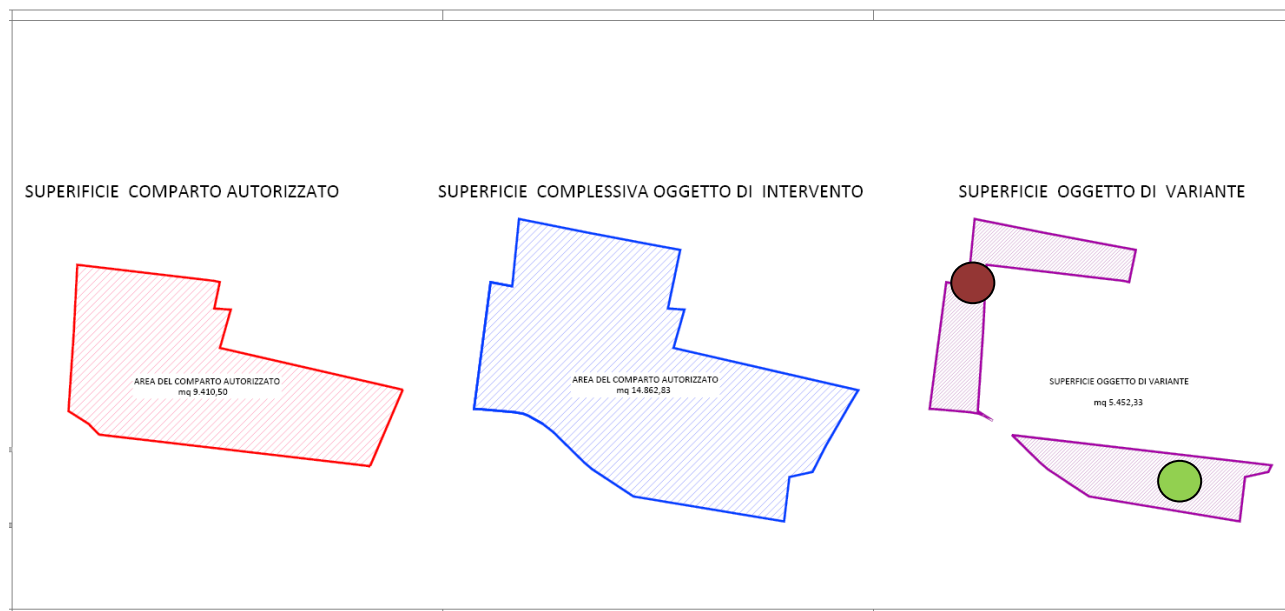 SUPERIFICIE COMPARTO AUTORIZZATO
SUPERFICIE COMPLESSIVA OGGETTO DI INTERVENTO
SUPERFICIE OGGETTO DI VARIANTE
AREA DEL COMPARTO AUTORIZZATO
mq 9.410,50
AREA DEL COMPARTO AUTORIZZATO
mq 14.862,83
SUPERFICIE OGGETTO DI VARIANTE
mq 5.452,33